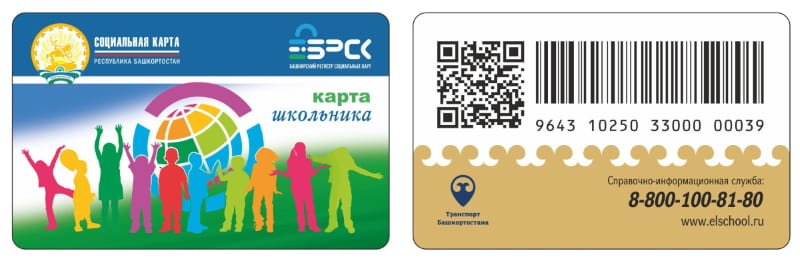 СОЦИАЛЬНАЯ КАРТА
РЕСПУБЛИКА БАШКОРТОСТАН
БРСК
БАШКИРСКИЙ РЕГИСТР СОЦИАЛЬНЫХ КАРТ
карта
школьника
9643 10250 33000 00039
Транспорт
Башкортостана
Справочно-информационная служба:
8-800-100-81-80
www.elschool.ru